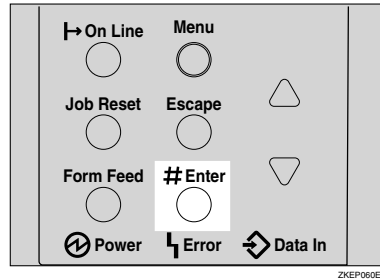 On Line Menu
Job Reset Escape
Form Feed # Enter
Power Error Data In
ZKEP060E